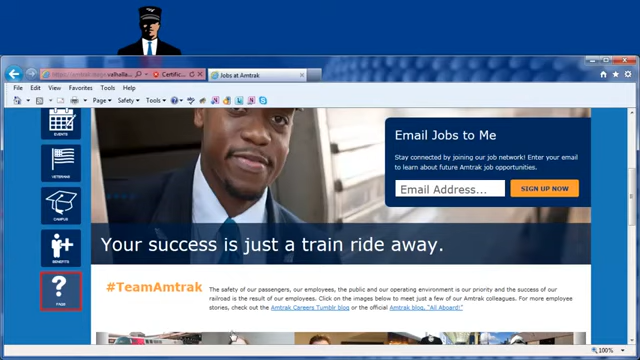 Certific...
Jobs at Amtrak
File Edit View Favorites Tools Help
Page Safety Tools
EVENTS
VETERANS
CAMPUS
BENEFITS
FAQS
Email Jobs to Me
Stay connected by joining our job network! Enter your email
to learn about future Amtrak job opportunities.
Email Address...
SIGN UP NOW
Your success is just a train ride away.
#TeamAmtrak
The safety of our passengers, our employees, the public and our operating environment is our priority and the success of our
railroad is the result of our employees. Click on the images below to meet just a few of our Amtrak colleagues. For more employee
stories, check out the Amtrak Careers Tumblr blog or the official Amtrak blog, "All Aboard!"
100%